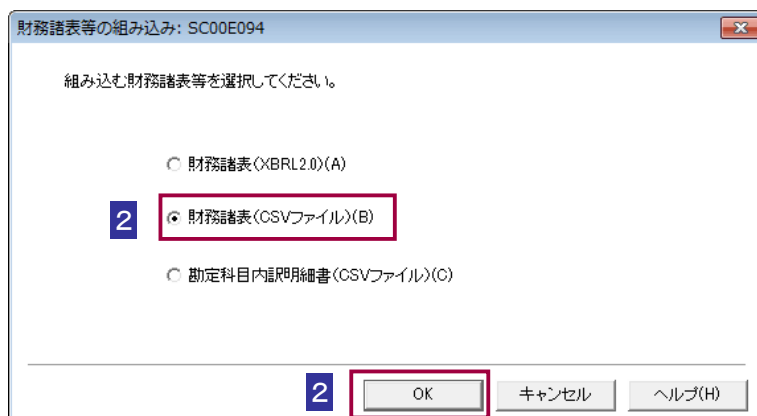 財務諸表等の組み込み: SC00E094
組み込む財務諸表等を選択してください。
財務諸表(XBRL2.0)(A)
2 財務諸表(CSVファイル)(B)
勘定科目内訳明細書(CSVファイル)(C)
2 OK キャンセル ヘルプ(H)